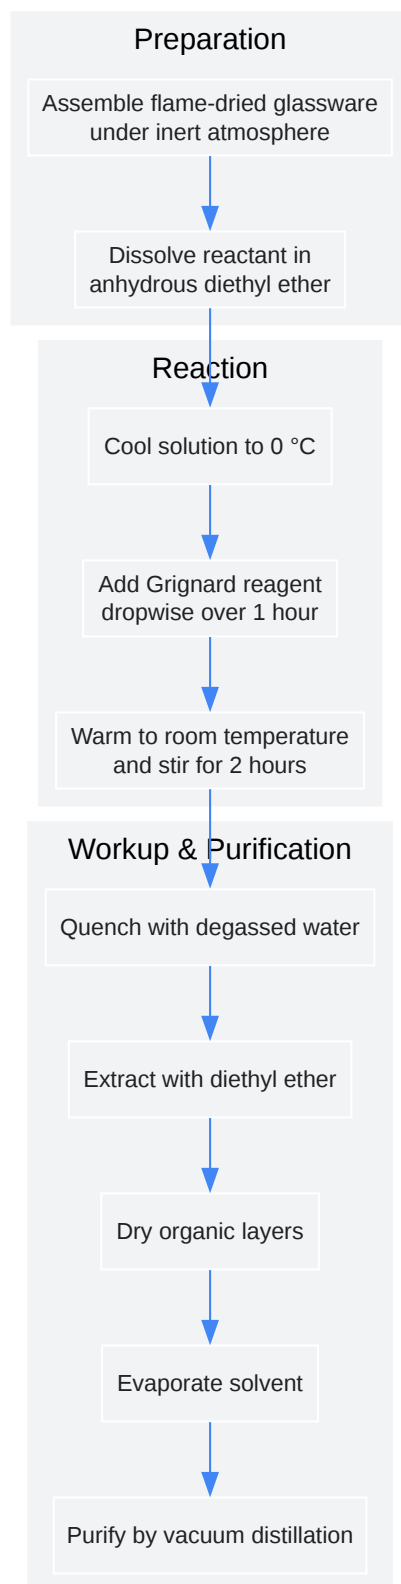 Preparation
Assemble flame-dried glassware
under inert atmosphere
Dissolve reactant in
anhydrous diethyl ether
Reaction
Cool solution to 0 °C
Add Grignard reagent
dropwise over 1 hour
Warm to room temperature
and stir for 2 hours
Workup & Purification
Quench with degassed water
Extract with diethyl ether
Dry organic layers
Evaporate solvent
Purify by vacuum distillation